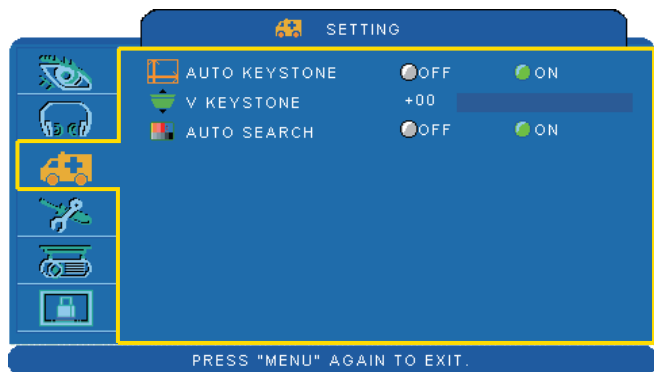 SETTING
AUTO KEYSTONE OFF ON
V KEYSTONE +00
AUTO SEARCH OFF ON
PRESS "MENU" AGAIN TO EXIT.